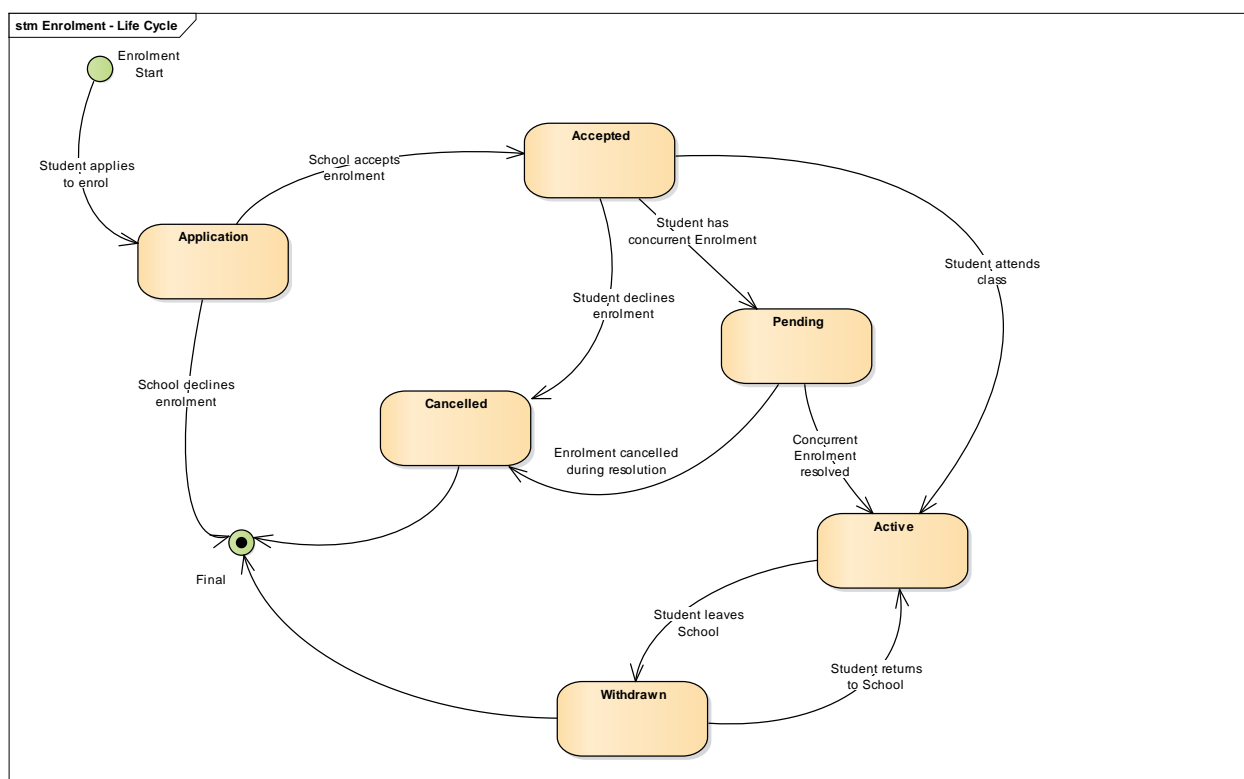 stm Enrolment - Life Cycle
Enrolment
Start
Student applies
to enrol
Application
School accepts
enrolment
Accepted
Student has
concurrent Enrolment
Student attends
class
Student declines
enrolment
Pending
School declines
enrolment
Cancelled
Enrolment cancelled
during resolution
Concurrent
Enrolment
resolved
Active
Final
Student leaves
School
Student returns
to School
Withdrawn